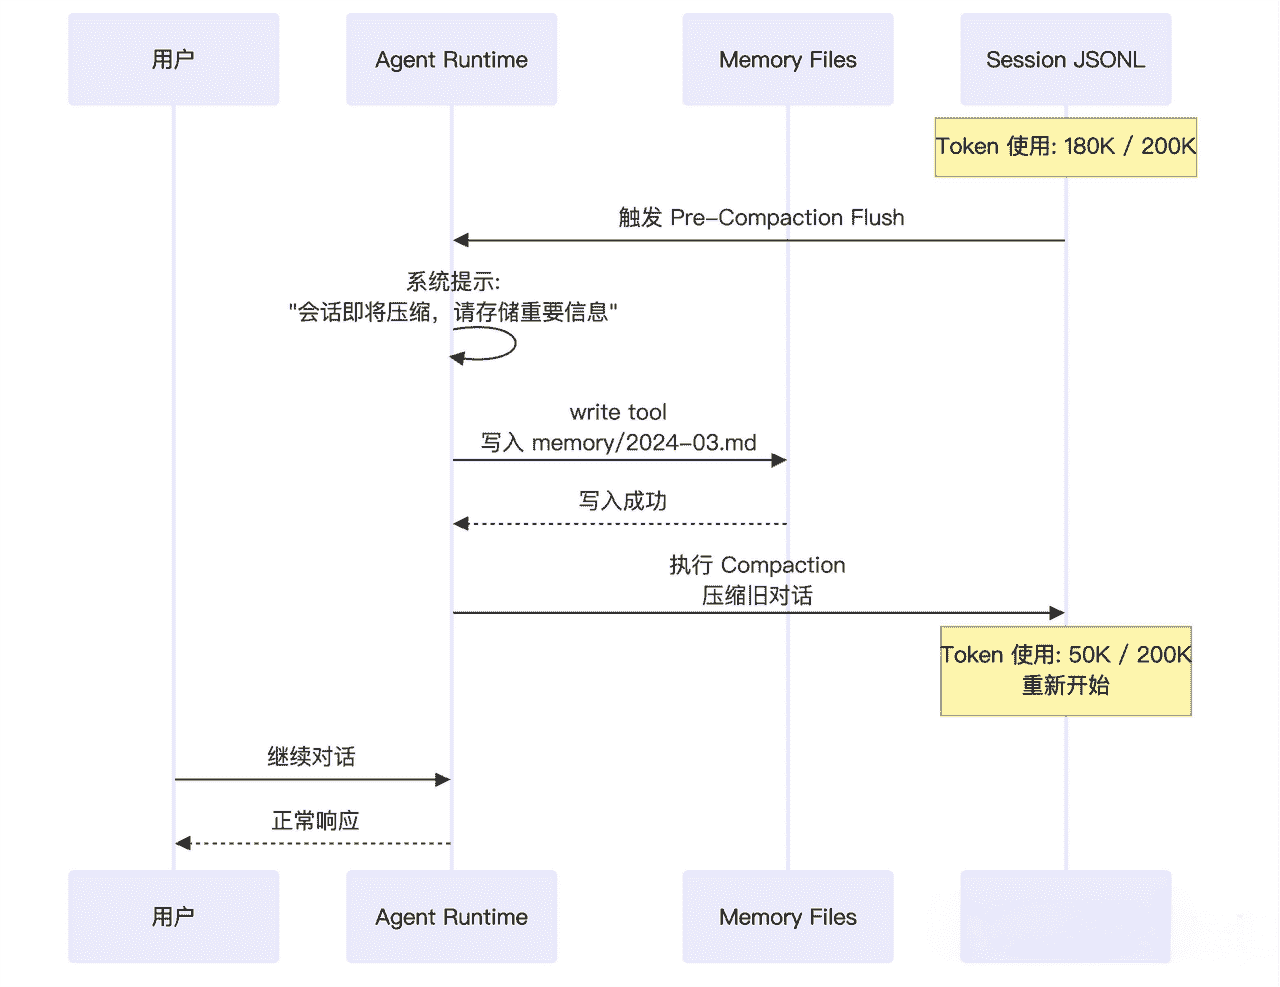 用户
Agent Runtime
Memory Files
Session JSONL
Token 使用: 180K / 200K
触发 Pre-Compaction Flush
系统提示:
"会话即将压缩，请存储重要信息"
write tool
写入 memory/2024-03.md
写入成功
执行 Compaction
压缩旧对话
Token 使用: 50K / 200K
重新开始
继续对话
正常响应
用户
Agent Runtime
Memory Files